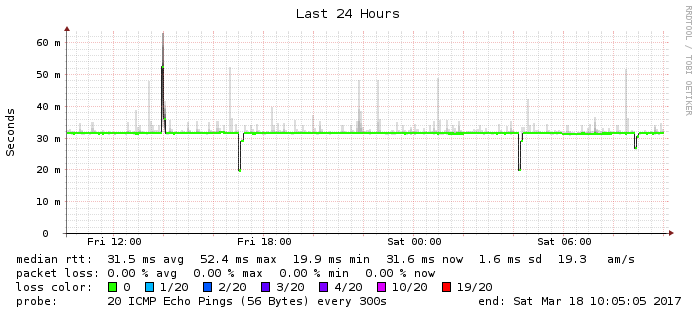 Last 24 Hours
RRDTOOL / TOBI OETIKER
Seconds
60 m
50 m
40 m
30 m
20 m
10 m
0
Fri 12:00 Fri 18:00 Sat 00:00 Sat 06:00
median rtt: 31.5 ms avg 52.4 ms max 19.9 ms min 31.6 ms now 1.6 ms sd 19.3 am/s
packet loss: 0.00 % avg 0.00 % max 0.00 % min 0.00 % now
loss color: 0 1/20 2/20 3/20 4/20 10/20 19/20
probe: 20 ICMP Echo Pings (56 Bytes) every 300s end: Sat Mar 18 10:05:05 2017